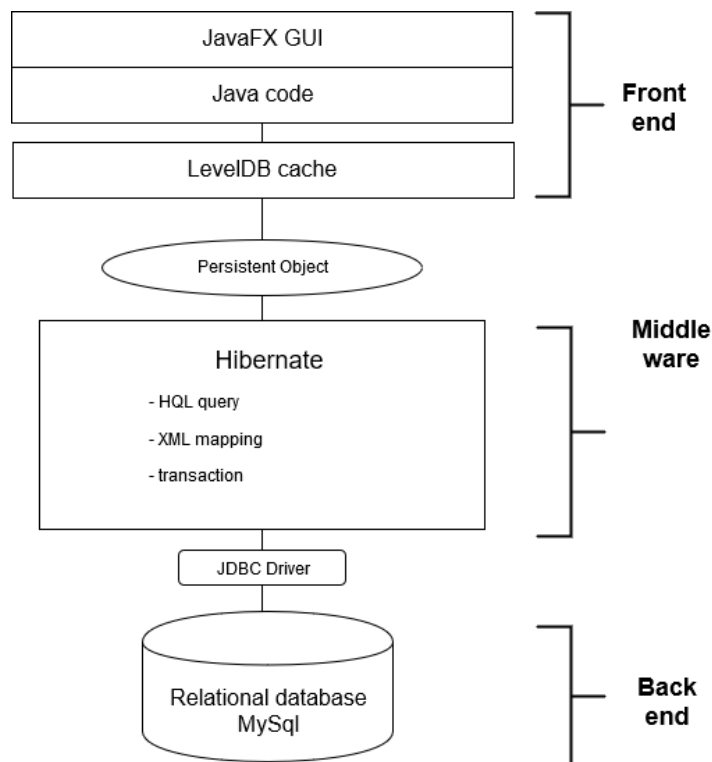 JavaFX GUI
Java code
LevelDB cache
Front
end
Persistent Object
Hibernate
- HQL query
- XML mapping
- transaction
Middle
ware
JDBC Driver
Relational database
MySql
Back
end